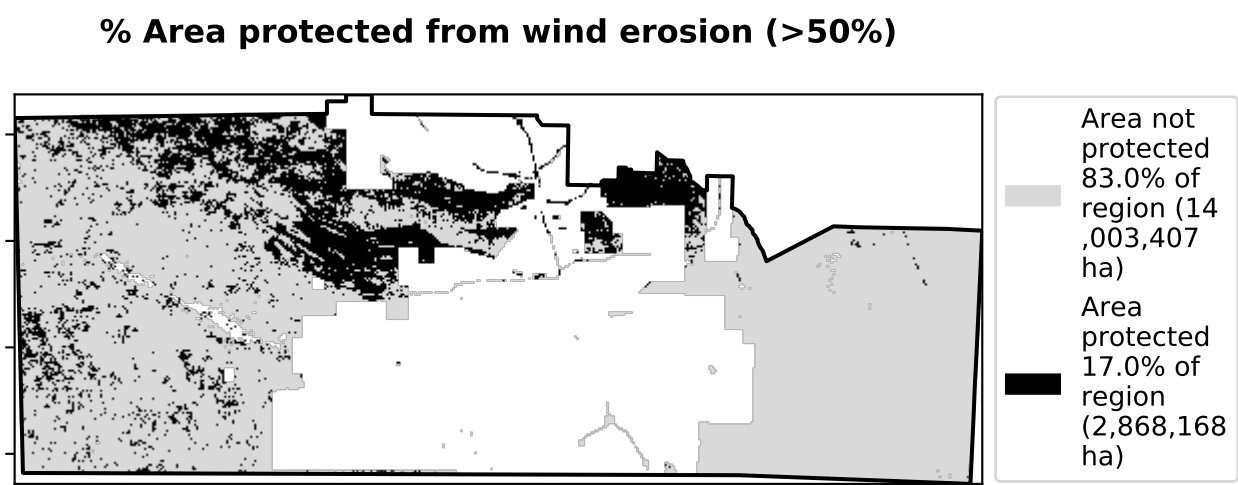 % Area protected from wind erosion (>50%)
Area not
protected
83.0% of
region (14
,003,407
ha)
Area
protected
17.0% of
region
(2,868,168
ha)